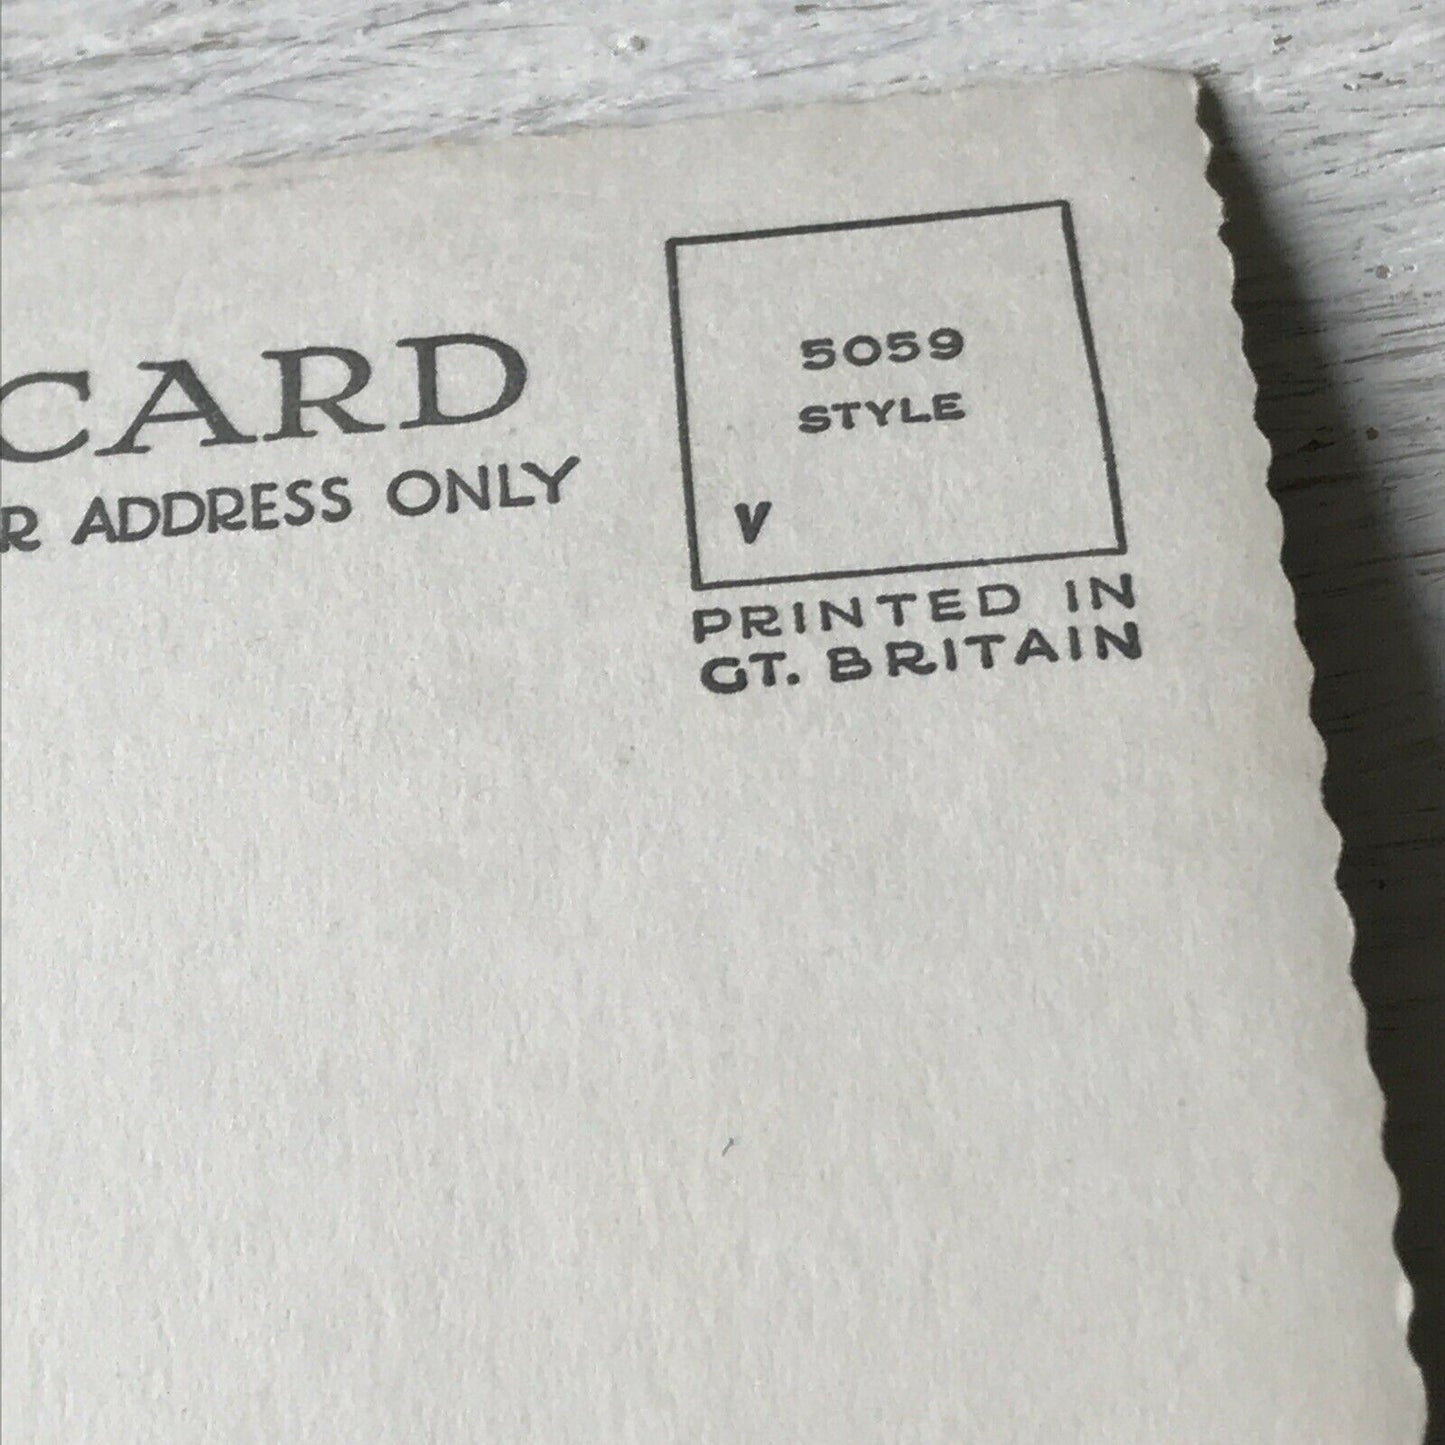 CARD
R ADDRESS ONLY
5059
STYLE
V
PRINTED IN
GT. BRITAIN